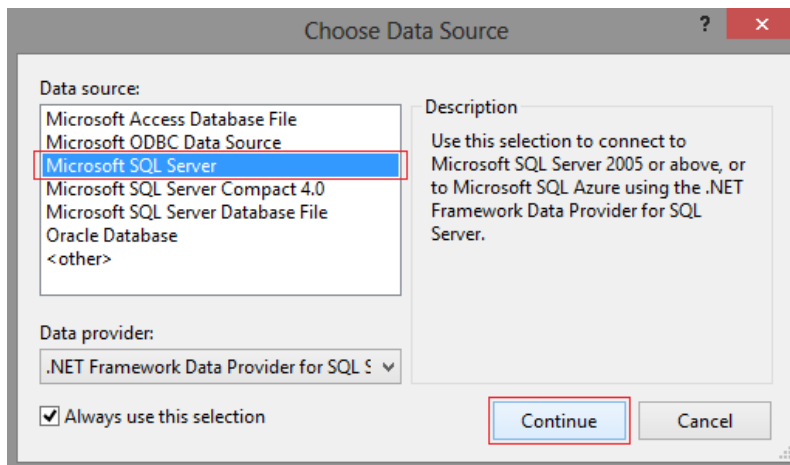 Choose Data Source
?
Data source:
Microsoft Access Database File
Microsoft ODBC Data Source
Microsoft SQL Server
Microsoft SQL Server Compact 4.0
Microsoft SQL Server Database File
Oracle Database
<other>
Description
Use this selection to connect to
Microsoft SQL Server 2005 or above, or
to Microsoft SQL Azure using the .NET
Framework Data Provider for SQL
Server.
Data provider:
.NET Framework Data Provider for SQL S
Always use this selection
Continue
Cancel